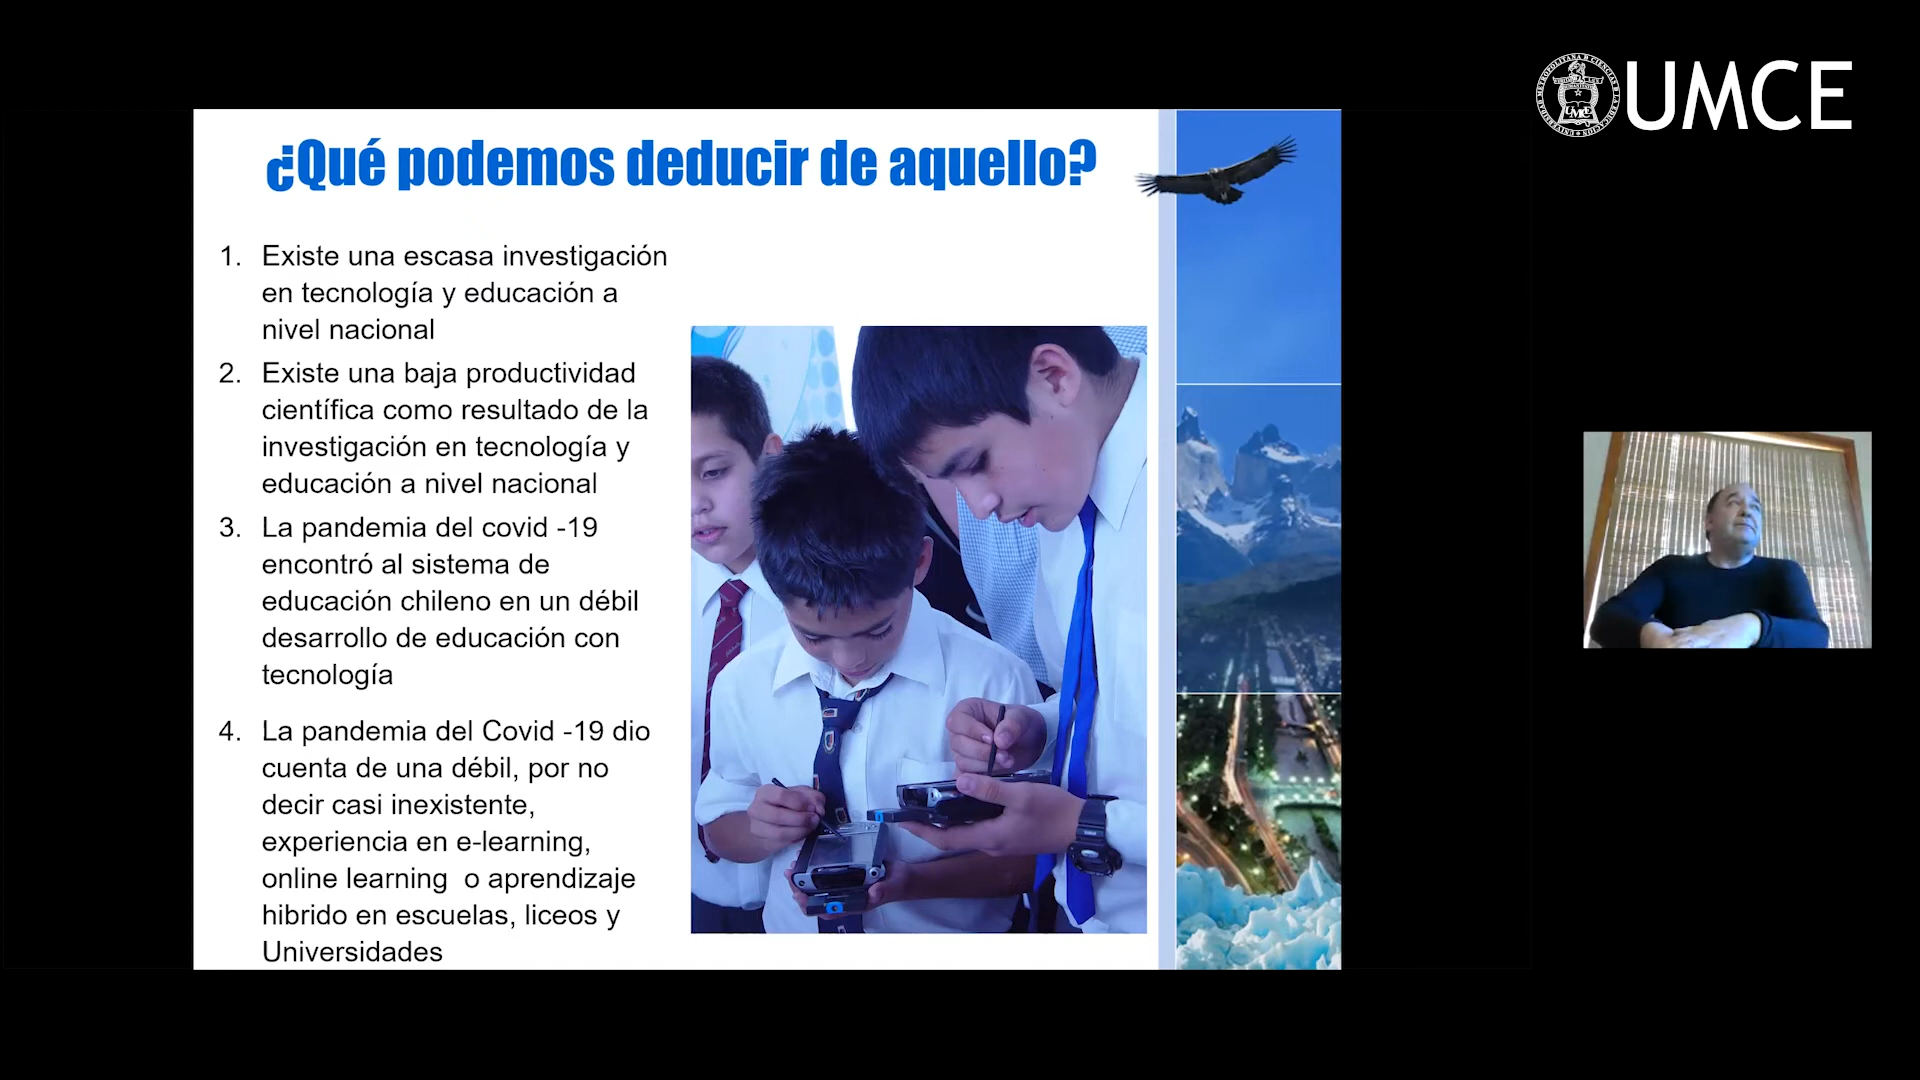 UMCE
¿Qué podemos deducir de aquello?
1. Existe una escasa investigación
en tecnología y educación a
nivel nacional
2. Existe una baja productividad
científica como resultado de la
investigación en tecnología y
educación a nivel nacional
3. La pandemia del covid -19
encontró al sistema de
educación chileno en un débil
desarrollo de educación con
tecnología
4. La pandemia del Covid -19 dio
cuenta de una débil, por no
decir casi inexistente,
experiencia en e-learning,
online learning  o aprendizaje
hibrido en escuelas, liceos y
Universidades